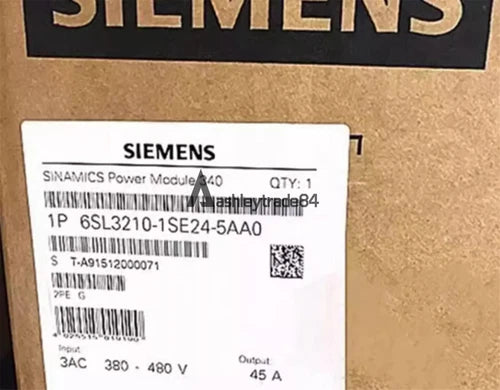 SIEMENS
SIEMENS
SINAMICS Power Module 340 QTY: 1
ashleytrade84
1P 6SL3210-1SE24-5AA0
S T-A91512000071
2PE G
Input: Output:
3AC 380 - 480 V 45 A